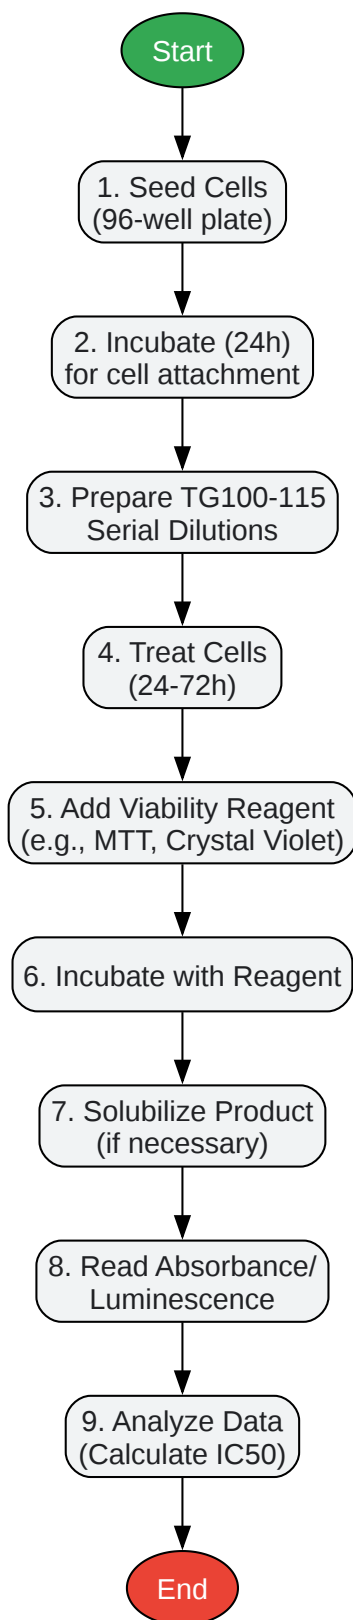 Start
1. Seed Cells
(96-well plate)
2. Incubate (24h)
for cell attachment
3. Prepare TG100-115
Serial Dilutions
4. Treat Cells
(24-72h)
5. Add Viability Reagent
(e.g., MTT, Crystal Violet)
6. Incubate with Reagent
7. Solubilize Product
(if necessary)
8. Read Absorbance/
Luminescence
9. Analyze Data
(Calculate IC50)
End